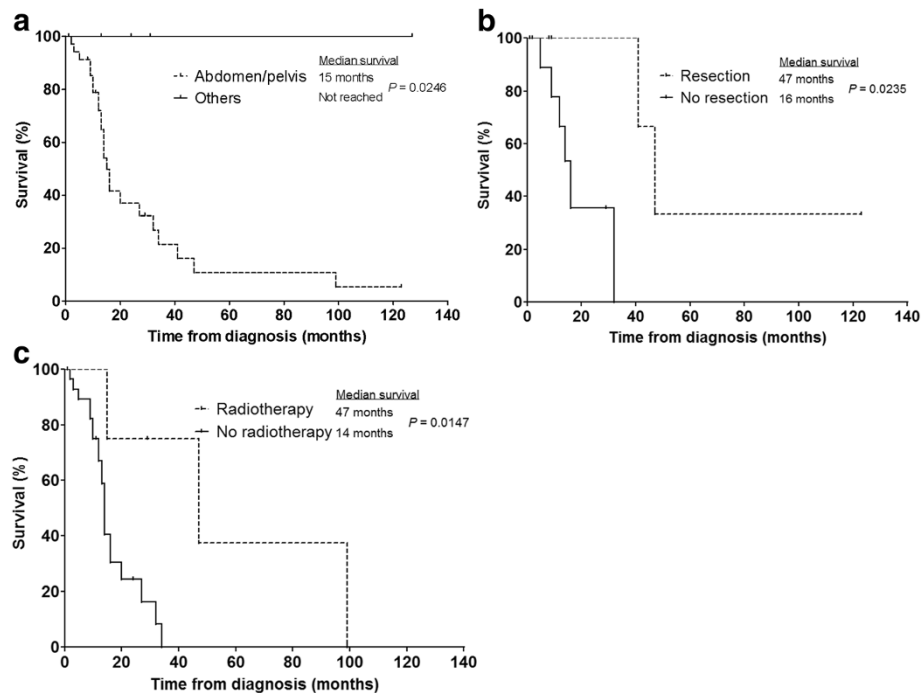 a
100
80
60
40
20
0
Survival (%)
Median survival
Abdomen/pelvis 15 months
Others Not reached
P = 0.0246
0 20 40 60 80 100 120 140
Time from diagnosis (months)
b
100
80
60
40
20
0
Survival (%)
Median survival
Resection 47 months
No resection 16 months
P = 0.0235
0 20 40 60 80 100 120 140
Time from diagnosis (months)
c
100
80
60
40
20
0
Survival (%)
Median survival
Radiotherapy 47 months
No radiotherapy 14 months
P = 0.0147
0 20 40 60 80 100 120 140
Time from diagnosis (months)